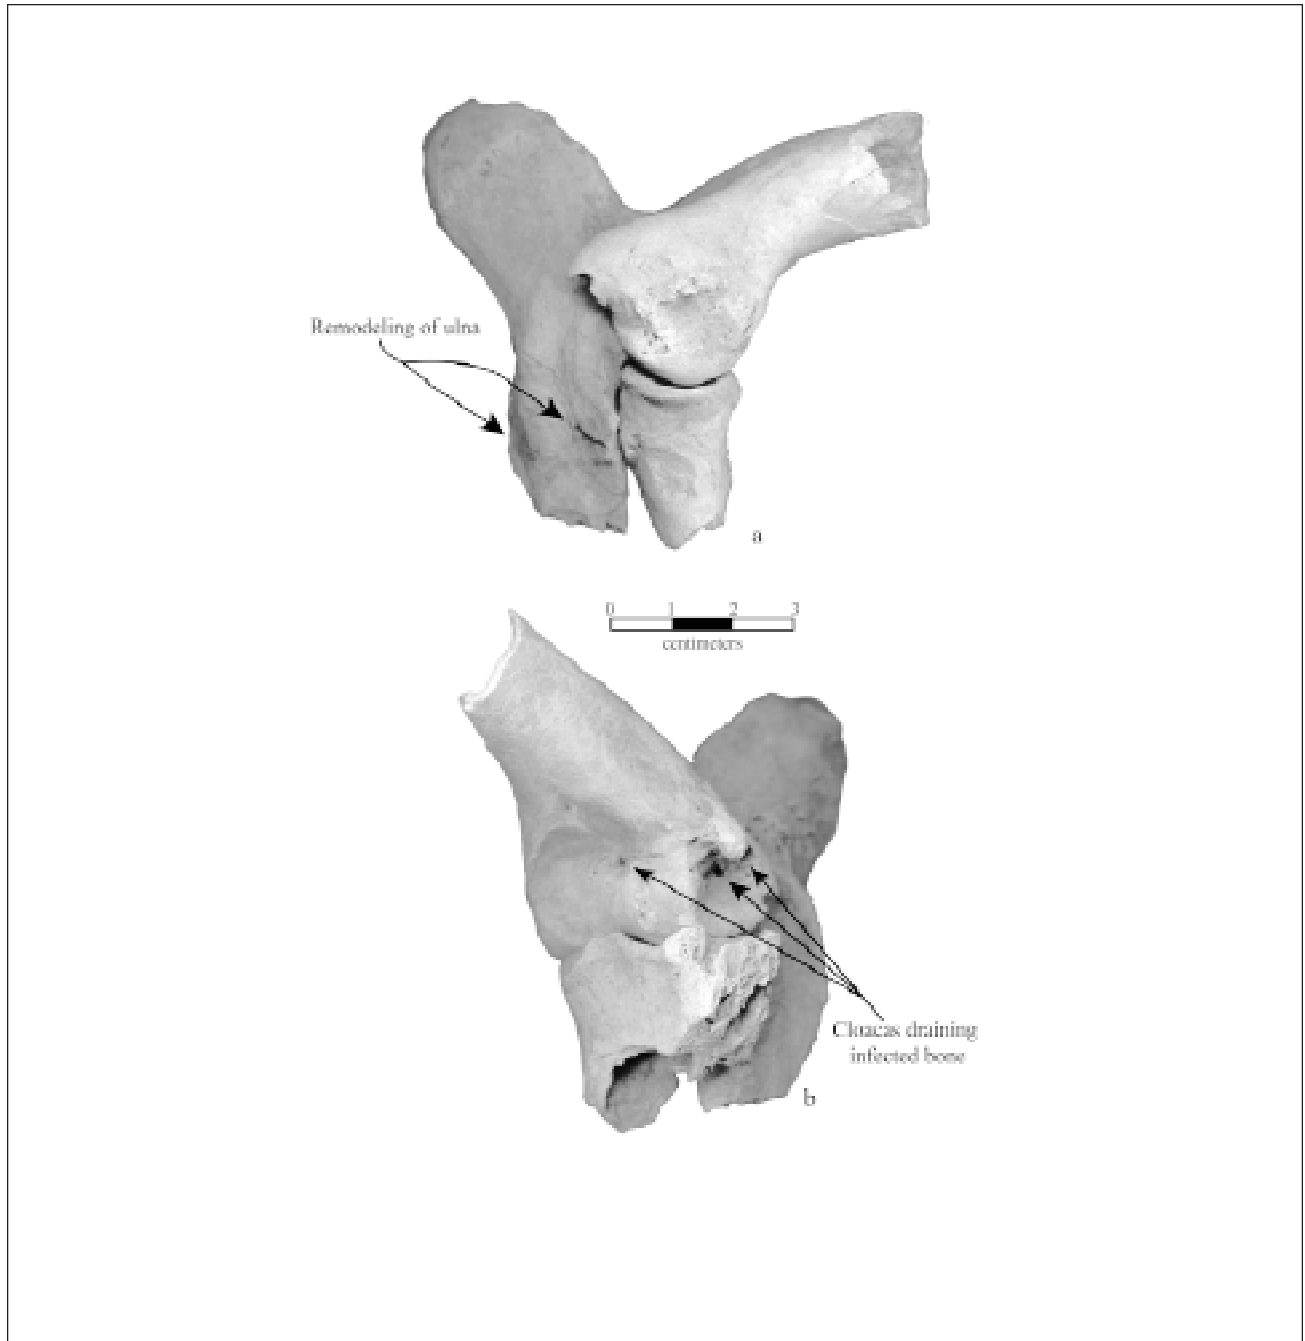 Remodeling of ulna
a
0 1 2 3
centimeters
Cloacas draining
infected bone
b